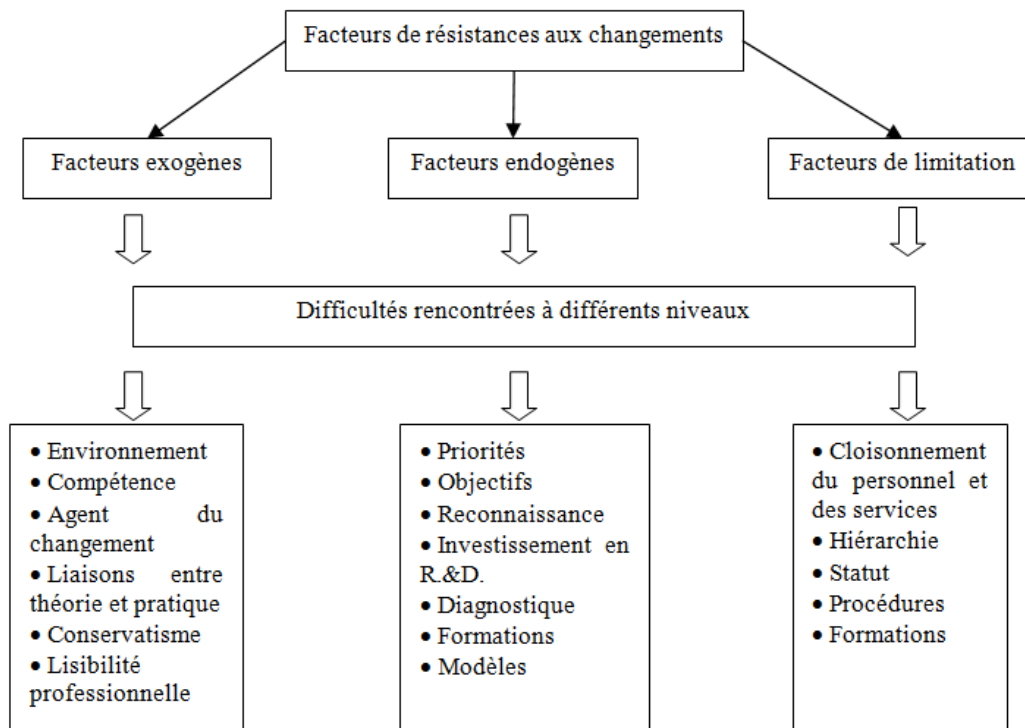 Facteurs de résistances aux changements
Facteurs exogènes
Facteurs endogènes
Facteurs de limitation
Difficultés rencontrées à différents niveaux
• Environnement
• Compétence
• Agent du
changement
• Liaisons entre
théorie et pratique
• Conservatisme
• Lisibilité
professionnelle
• Priorités
• Objectifs
• Reconnaissance
• Investissement en
R.&D.
• Diagnostique
• Formations
• Modèles
• Cloisonnement
du personnel et
des services
• Hiérarchie
• Statut
• Procédures
• Formations